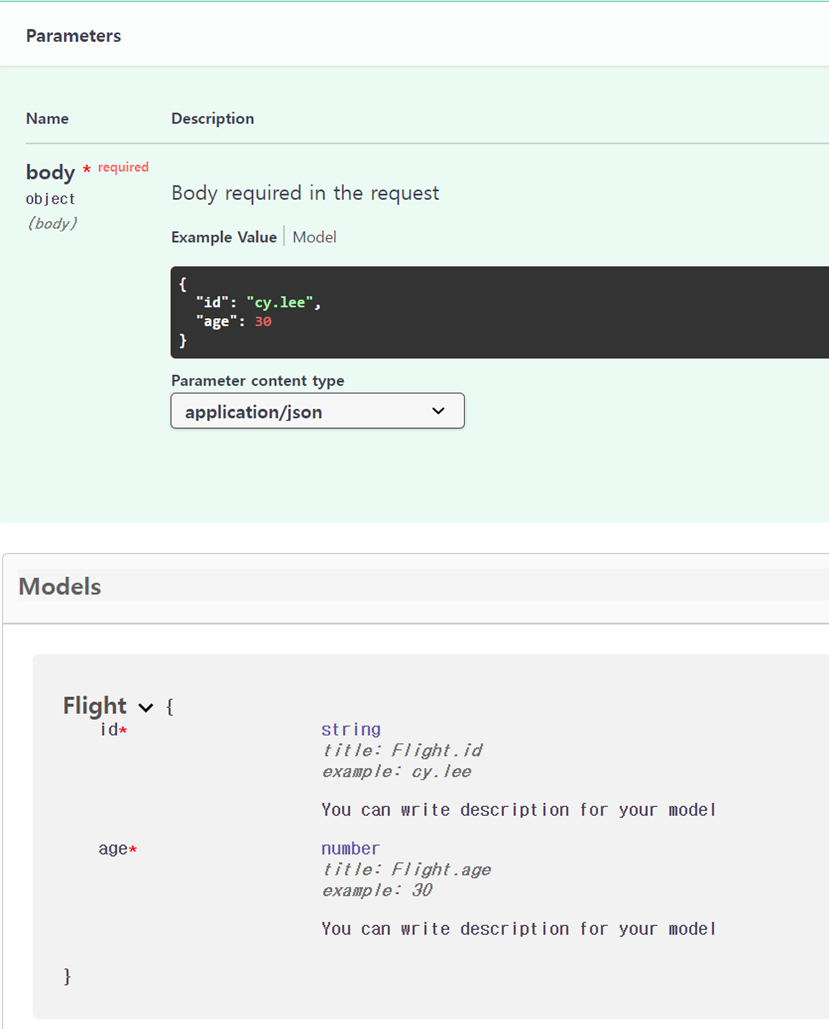 Parameters
Name Description
body * required
object
(body)
Body required in the request
Example Value Model
{
"id": "cy.lee",
"age": 30
}
Parameter content type
application/json
Models
Flight {
id* string
title: Flight.id
example: cy.lee
You can write description for your model
age* number
title: Flight.age
example: 30
You can write description for your model
}